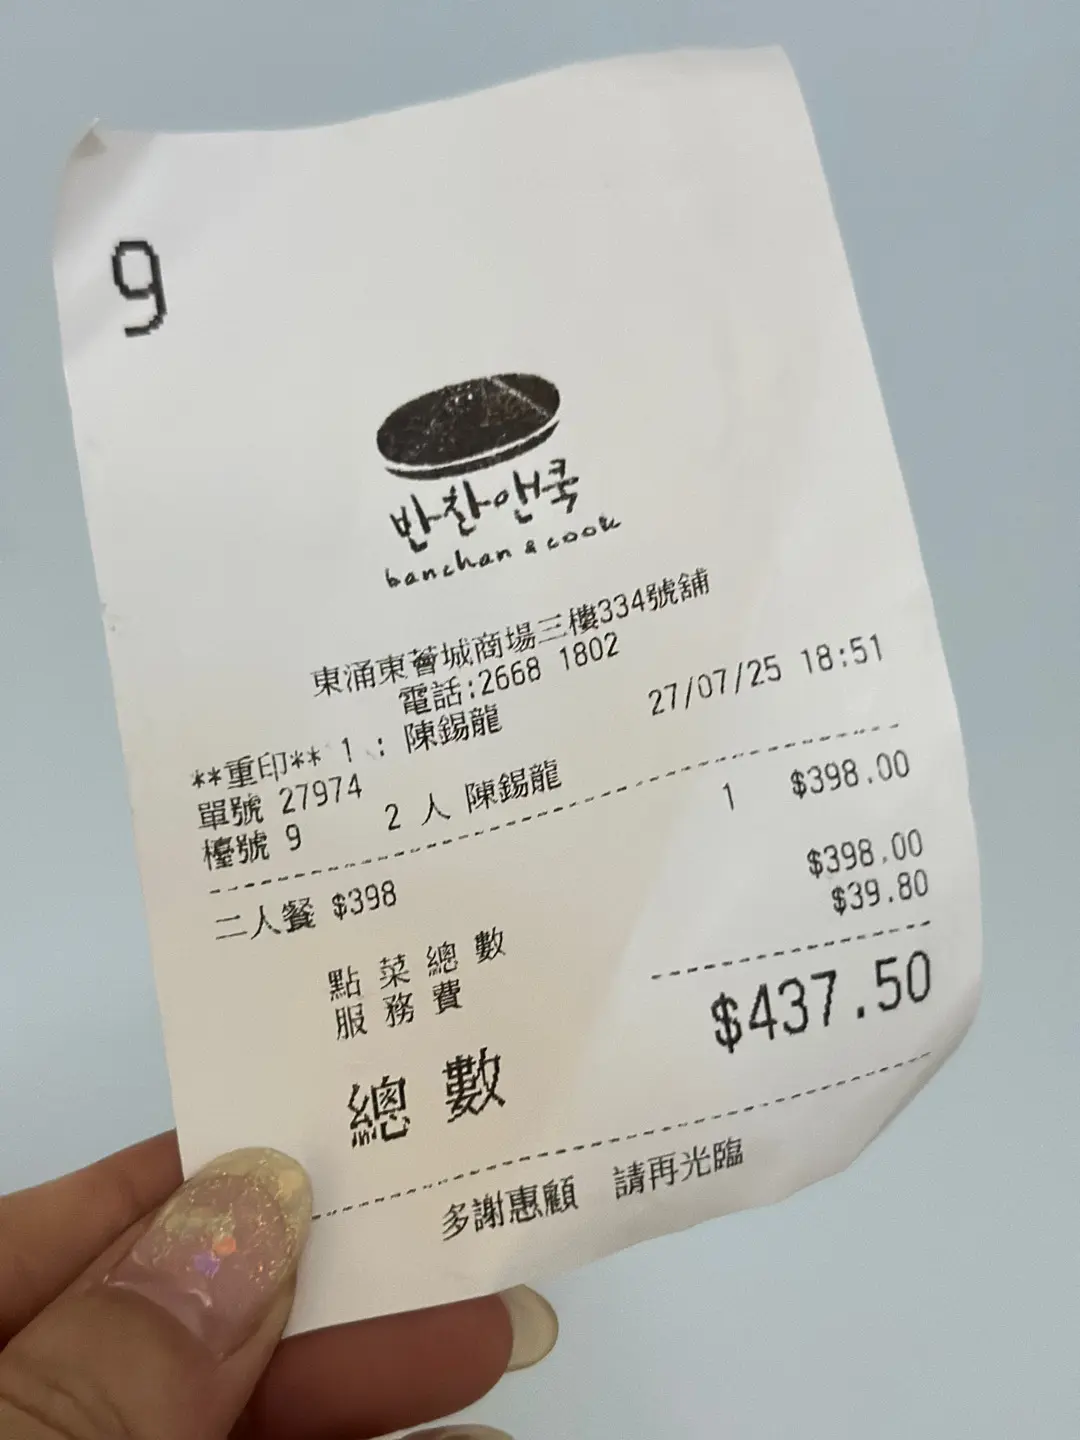 9
반찬앤쿡
banchan & cook
東涌東薈城商場三樓334號舖
電話:2668 1802
**重印** 1 : 陳錫龍 27/07/25 18:51
單號 27974
檯號 9 2 人 陳錫龍
二人餐 $398 1 $398.00
點菜總數 $398.00
服務費 $39.80
總數 $437.50
多謝惠顧 請再光臨